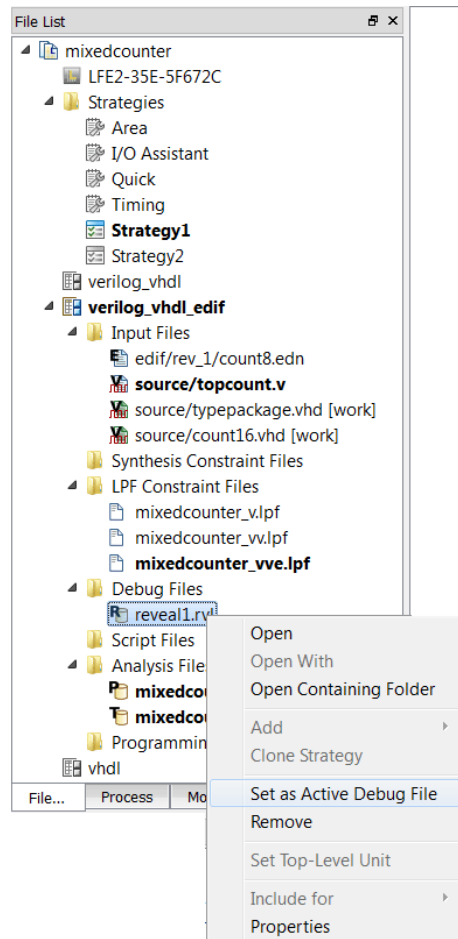 File List
mixedcounter
LFE2-35E-5F672C
Strategies
Area
I/O Assistant
Quick
Timing
Strategy1
Strategy2
verilog_vhdl
verilog_vhdl_edif
Input Files
edif/rev_1/count8.edn
source/topcount.v
source/typepackage.vhd [work]
source/count16.vhd [work]
Synthesis Constraint Files
LPF Constraint Files
mixedcounter_v.lpf
mixedcounter_vv.lpf
mixedcounter_vve.lpf
Debug Files
reveal1.rvl
Script Files
Analysis File
mixedcou
mixedcou
Programmin
vhdl
File...
Process
Mo
Open
Open With
Open Containing Folder
Add
Clone Strategy
Set as Active Debug File
Remove
Set Top-Level Unit
Include for
Properties